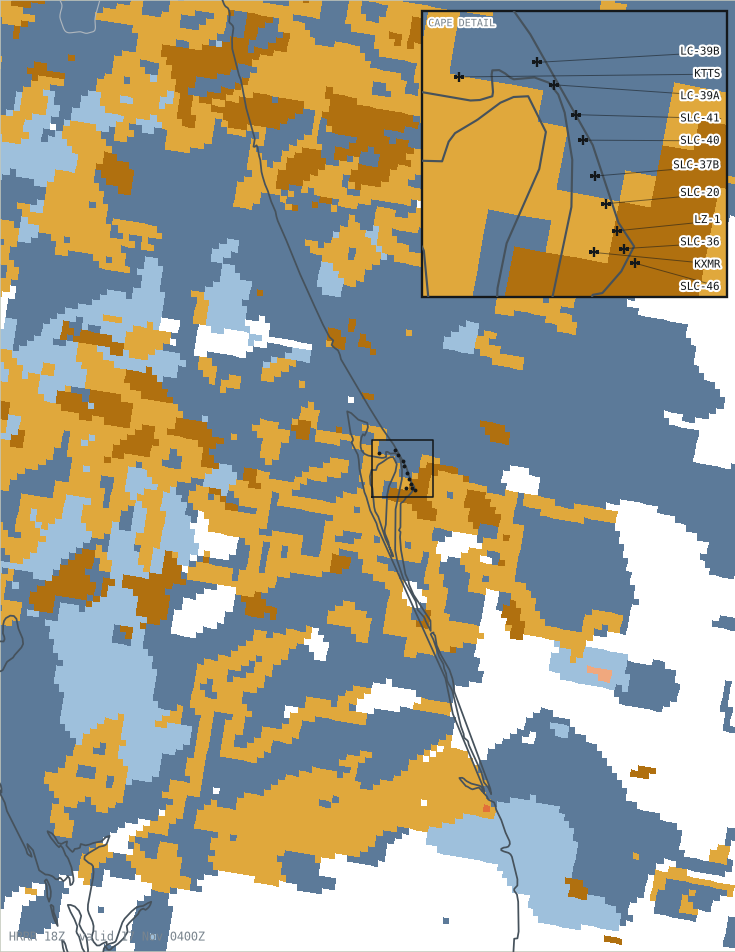 CAPE DETAIL
LC-39B
KTTS
LC-39A
SLC-41
SLC-40
SLC-37B
SLC-20
LZ-1
SLC-36
KXMR
SLC-46
HRRR 18Z valid 0400Z